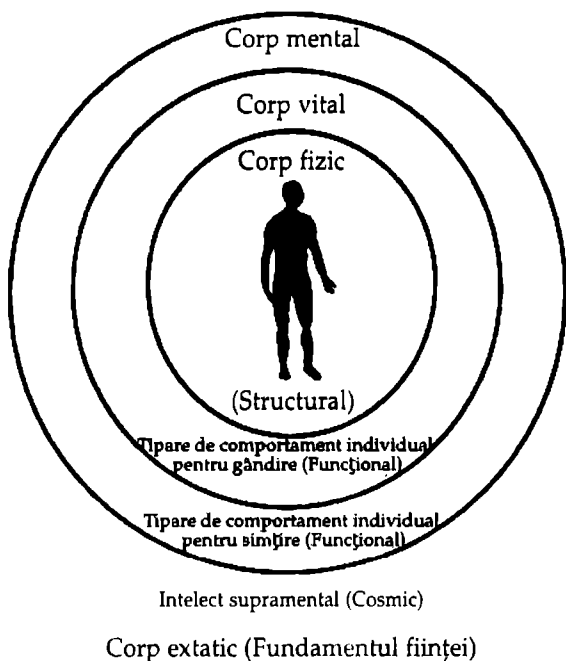 Corp mental
Corp vital
Corp fizic
(Structural)
Tipare de comportament individual
pentru gândire (Funcţional)
Tipare de comportament individual
pentru simţire (Funcţional)
Intelect supramental (Cosmic)
Corp extatic (Fundamentul fiinţei)